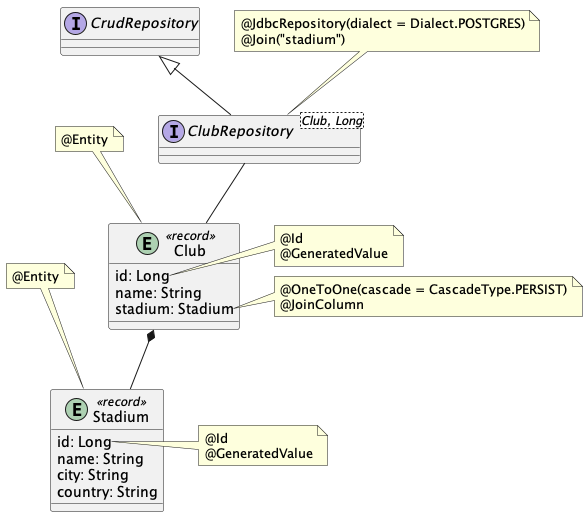 I CrudRepository
@JdbcRepository(dialect = Dialect.POSTGRES)
@Join("stadium")
I ClubRepository
Club, Long
@Entity
E «record»
Club
id: Long
name: String
stadium: Stadium
@Id
@GeneratedValue
@OneToOne(cascade = CascadeType.PERSIST)
@JoinColumn
@Entity
E «record»
Stadium
id: Long
name: String
city: String
country: String
@Id
@GeneratedValue